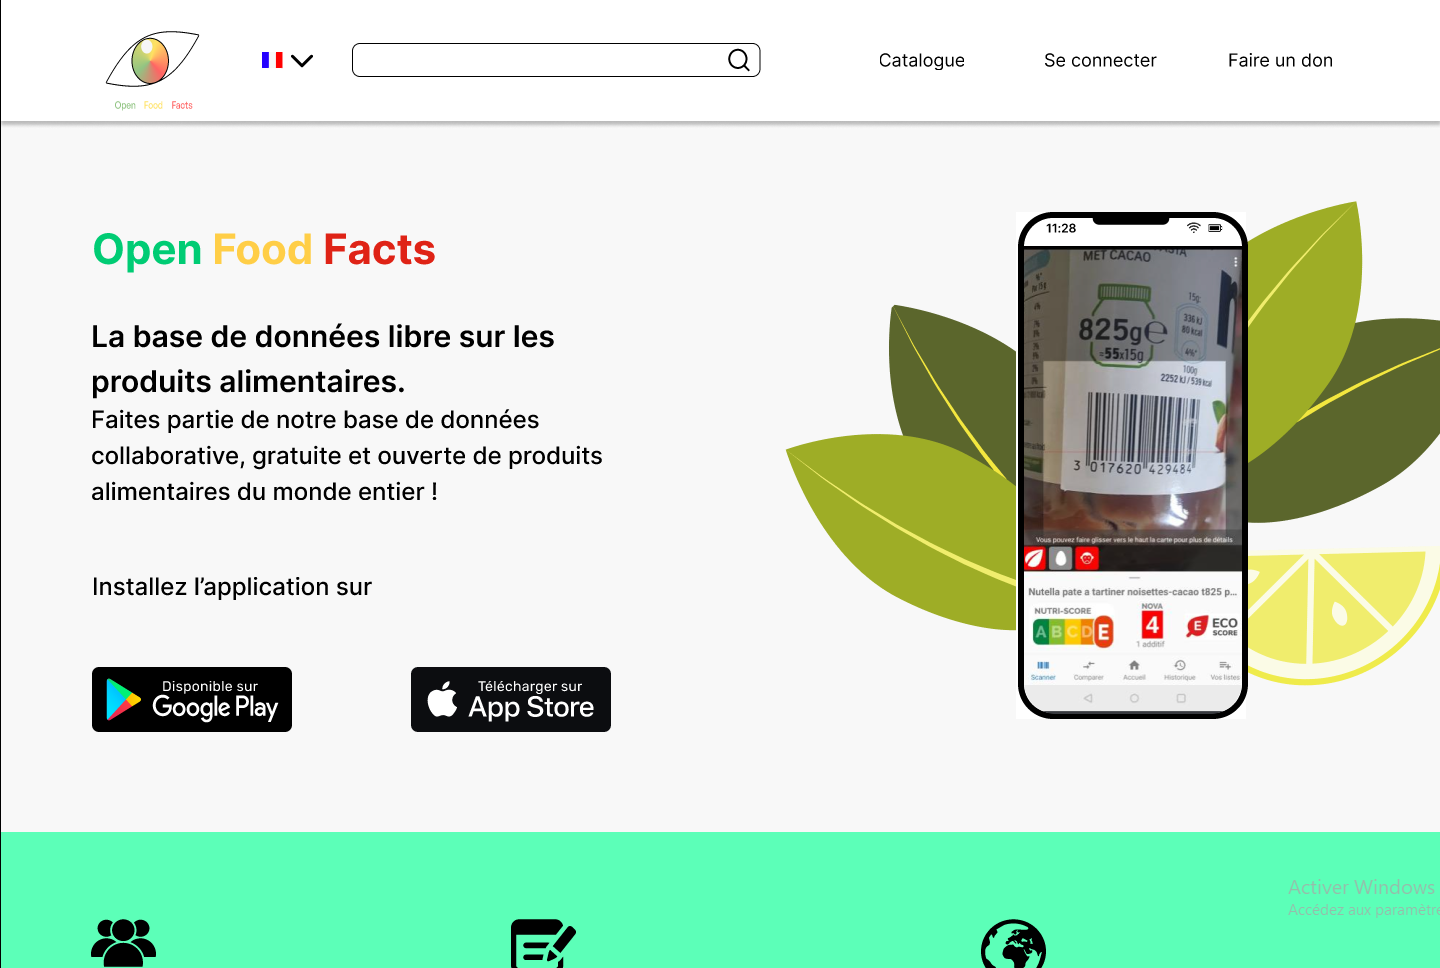 Open Food Facts
Catalogue
Se connecter
Faire un don
Open Food Facts
La base de données libre sur les
produits alimentaires.
Faites partie de notre base de données
collaborative, gratuite et ouverte de produits
alimentaires du monde entier !
Installez l’application sur
Disponible sur
Google Play
Télécharger sur
App Store
11:28
MET CACAO
15g:
336 kJ
80 kcal
4%*
825g℮
=55x15g
100g
2252 kJ / 539 kcal
3 017620 429484
Vous pouvez faire glisser vers le haut la carte pour plus de détails
Nutella pate a tartiner noisettes-cacao t825 p...
NUTRI-SCORE
A B C D E
NOVA
4
1 additif
E
ECO
SCORE
Scanner
Comparer
Accueil
Historique
Vos listes
Activer Windows
Accédez aux paramètre